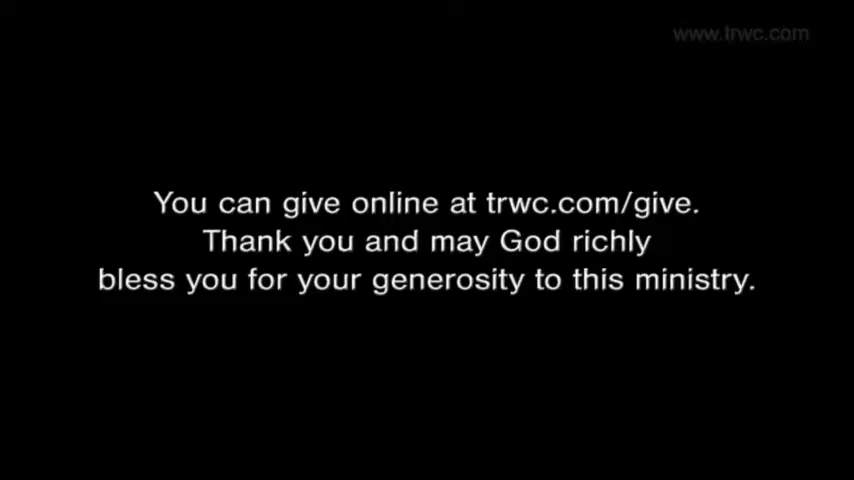 www.trwc.com
You can give online at trwc.com/give.
Thank you and may God richly
bless you for your generosity to this ministry.